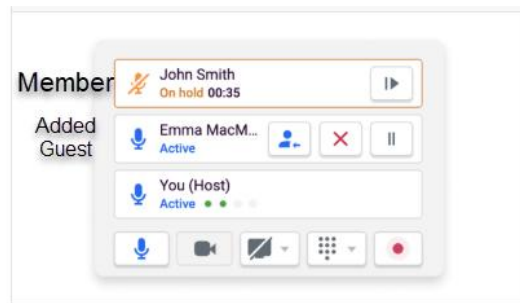 Member
John Smith
On hold 00:35
Added
Guest
Emma MacM...
Active
You (Host)
Active